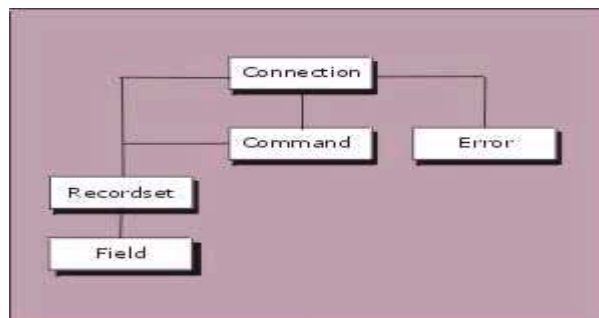 Connection
Command
Error
Recordset
Field